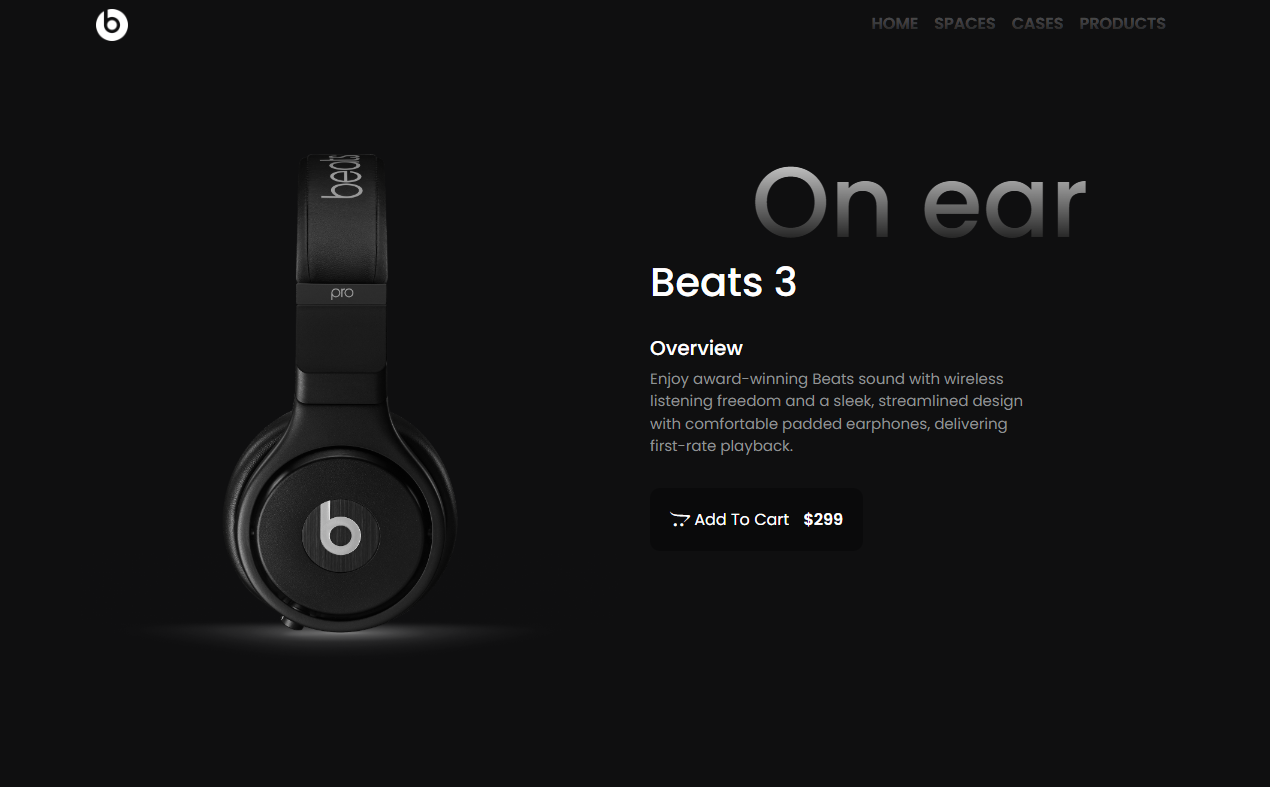 HOME SPACES CASES PRODUCTS
beats
pro
b
On ear
Beats 3
Overview
Enjoy award-winning Beats sound with wireless
listening freedom and a sleek, streamlined design
with comfortable padded earphones, delivering
first-rate playback.
Add To Cart $299